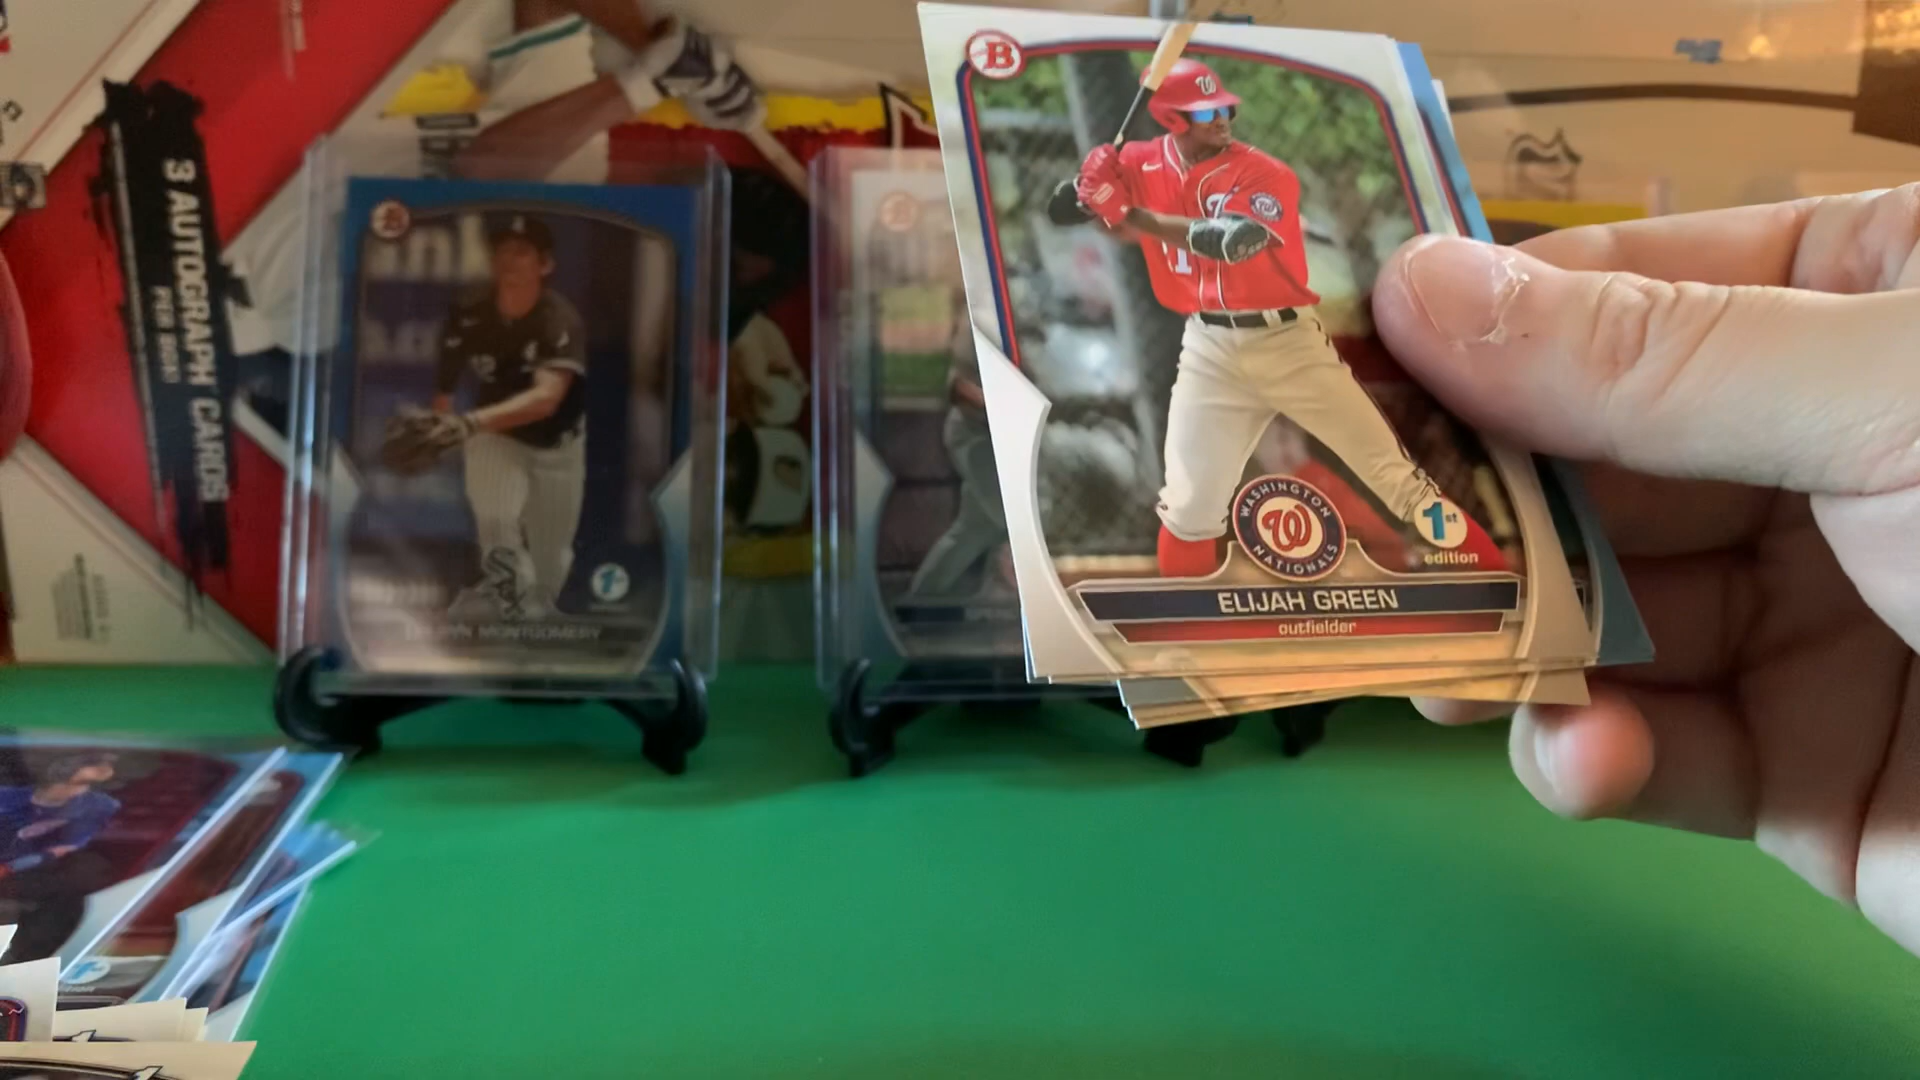 3 AUTOGRAPH CARDS
PER BOX!
B
WASHINGTON
W
NATIONALS
1st
edition
ELIJAH GREEN
outfielder
MONTGOMERY